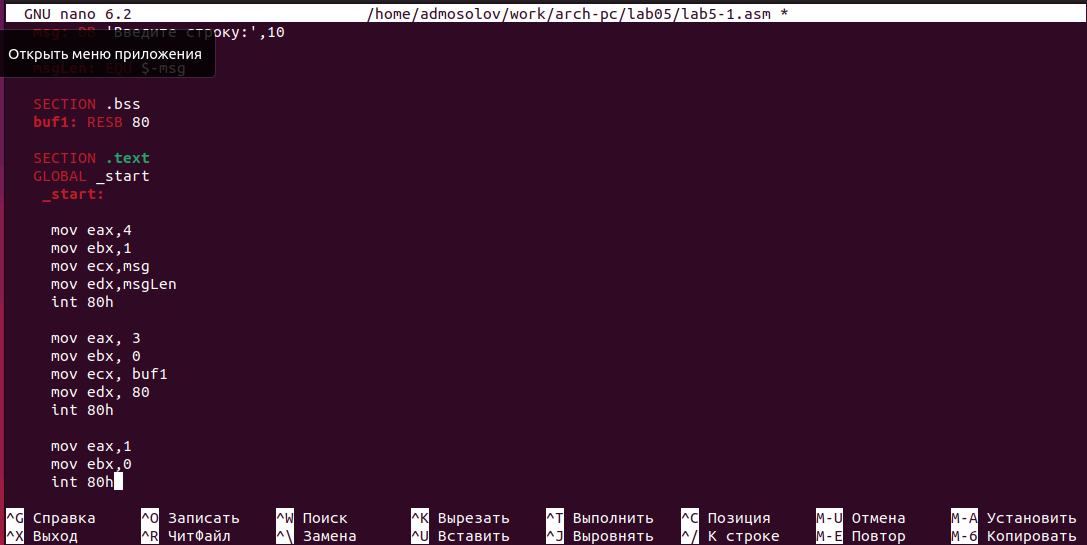 GNU nano 6.2 /home/admosolov/work/arch-pc/lab05/lab5-1.asm *
msg: DB 'Введите строку:',10
Открыть меню приложения
msgLen: EQU $-msg
SECTION .bss
buf1: RESB 80
SECTION .text
GLOBAL _start
_start:
mov eax,4
mov ebx,1
mov ecx,msg
mov edx,msgLen
int 80h
mov eax, 3
mov ebx, 0
mov ecx, buf1
mov edx, 80
int 80h
mov eax,1
mov ebx,0
int 80h
^G Справка ^O Записать ^W Поиск ^K Вырезать ^T Выполнить ^C Позиция M-U Отмена M-A Установить
^X Выход ^R ЧитФайл ^\ Замена ^U Вставить ^J Выровнять ^/ К строке M-E Повтор M-6 Копировать